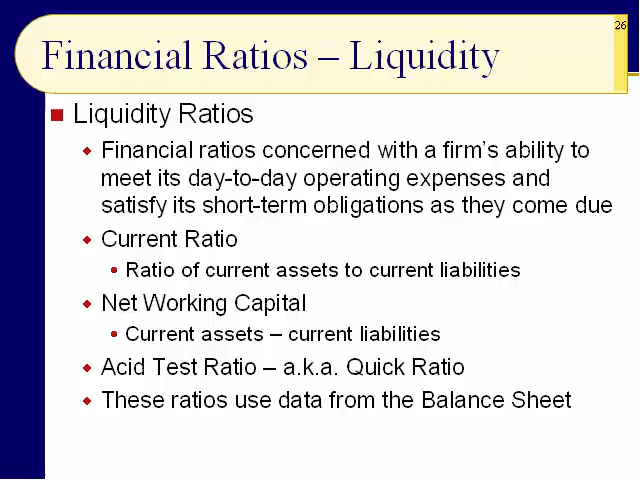 26
Financial Ratios – Liquidity
Liquidity Ratios
Financial ratios concerned with a firm's ability to
meet its day-to-day operating expenses and
satisfy its short-term obligations as they come due
Current Ratio
Ratio of current assets to current liabilities
Net Working Capital
Current assets – current liabilities
Acid Test Ratio – a.k.a. Quick Ratio
These ratios use data from the Balance Sheet